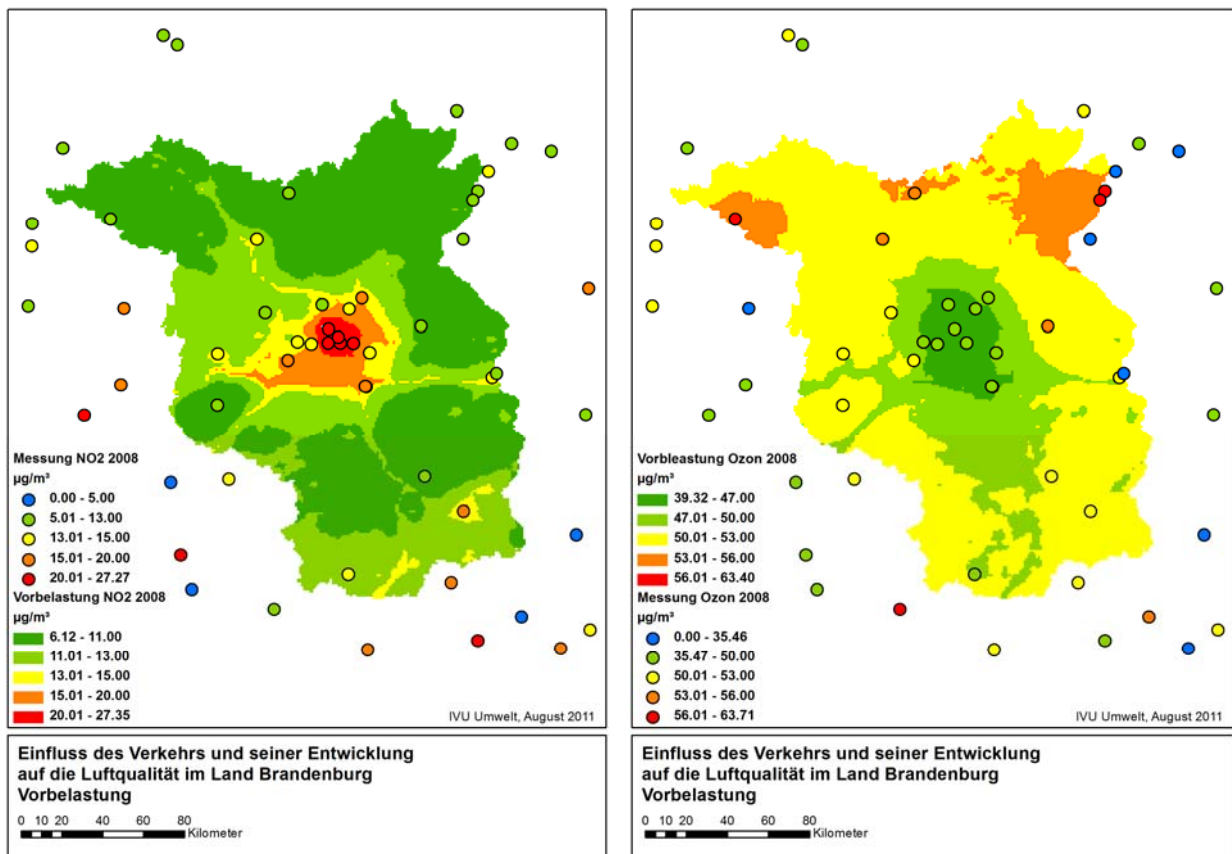 Messung NO2 2008
µg/m³
0.00 - 5.00
5.01 - 13.00
13.01 - 15.00
15.01 - 20.00
20.01 - 27.27
Vorbelastung NO2 2008
µg/m³
6.12 - 11.00
11.01 - 13.00
13.01 - 15.00
15.01 - 20.00
20.01 - 27.35
IVU Umwelt, August 2011
Einfluss des Verkehrs und seiner Entwicklung
auf die Luftqualität im Land Brandenburg
Vorbelastung
0 10 20 40 60 80
Kilometer
Vorbleastung Ozon 2008
µg/m³
39.32 - 47.00
47.01 - 50.00
50.01 - 53.00
53.01 - 56.00
56.01 - 63.40
Messung Ozon 2008
µg/m³
0.00 - 35.46
35.47 - 50.00
50.01 - 53.00
53.01 - 56.00
56.01 - 63.71
IVU Umwelt, August 2011
Einfluss des Verkehrs und seiner Entwicklung
auf die Luftqualität im Land Brandenburg
Vorbelastung
0 10 20 40 60 80
Kilometer